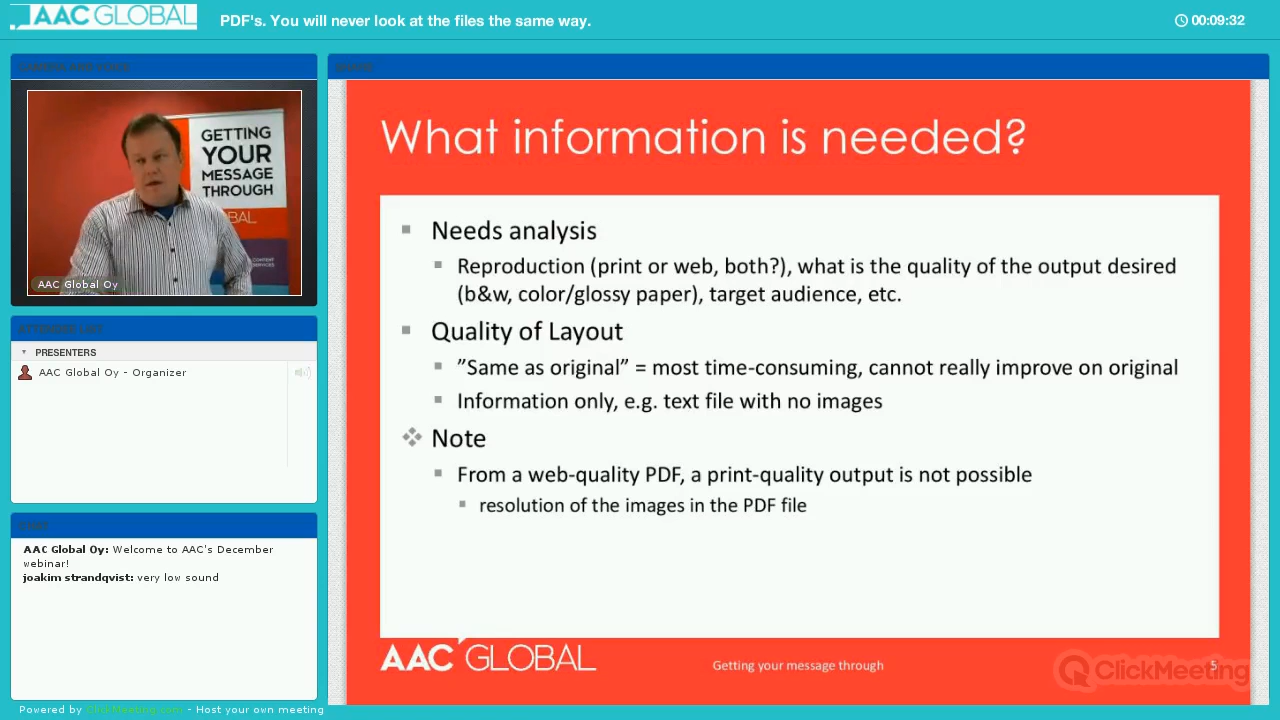 AAC GLOBAL
PDF's. You will never look at the files the same way.
00:09:32
CAMERA AND VOICE
GETTING
YOUR
MESSAGE
THROUGH
AAC Global Oy
ATTENDEE LIST
PRESENTERS
AAC Global Oy - Organizer
CHAT
AAC Global Oy: Welcome to AAC's December
webinar!
joakim strandqvist: very low sound
Powered by ClickMeeting.com - Host your own meeting
What information is needed?
Needs analysis
Reproduction (print or web, both?), what is the quality of the output desired
(b&w, color/glossy paper), target audience, etc.
Quality of Layout
”Same as original” = most time-consuming, cannot really improve on original
Information only, e.g. text file with no images
Note
From a web-quality PDF, a print-quality output is not possible
resolution of the images in the PDF file
AAC GLOBAL
Getting your message through
5
ClickMeeting